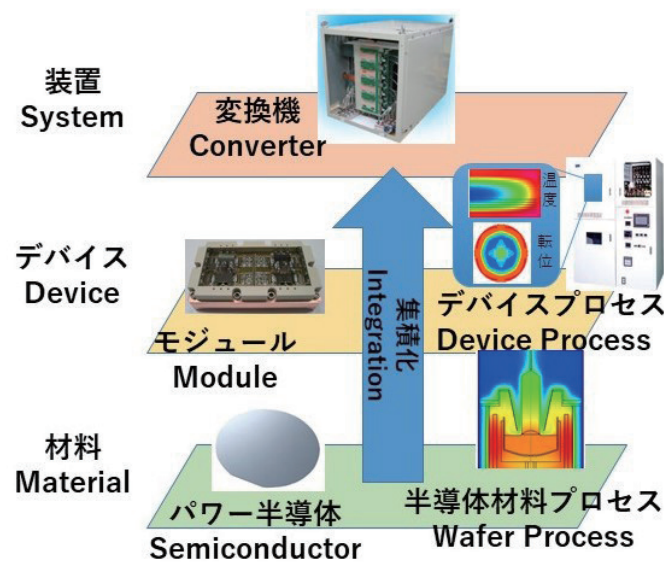 装置
System
変換機
Converter
温度
転位
デバイス
Device
集積化
Integration
デバイスプロセス
Device Process
モジュール
Module
材料
Material
パワー半導体
Semiconductor
半導体材料プロセス
Wafer Process